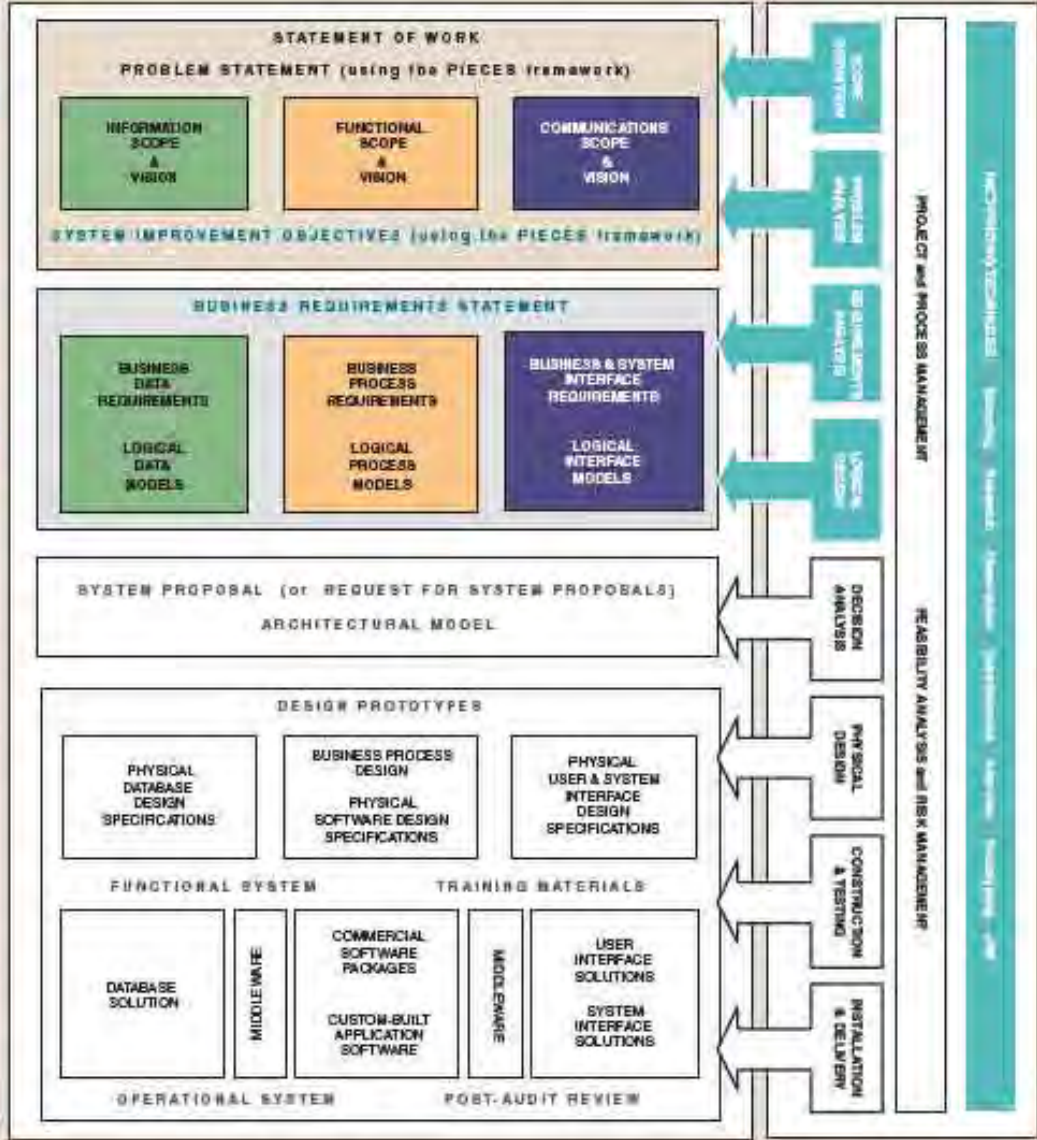 STATEMENT OF WORK
PROBLEM STATEMENT (using the PIECES framework)
INFORMATION
SCOPE
&
VISION
FUNCTIONAL
SCOPE
&
VISION
COMMUNICATIONS
SCOPE
&
VISION
SYSTEM IMPROVEMENT OBJECTIVES (using the PIECES framework)
BUSINESS REQUIREMENTS STATEMENT
BUSINESS
DATA
REQUIREMENTS
LOGICAL
DATA
MODELS
BUSINESS
PROCESS
REQUIREMENTS
LOGICAL
PROCESS
MODELS
BUSINESS & SYSTEM
INTERFACE
REQUIREMENTS
LOGICAL
INTERFACE
MODELS
SYSTEM PROPOSAL (or REQUEST FOR SYSTEM PROPOSALS)
ARCHITECTURAL MODEL
DESIGN PROTOTYPES
PHYSICAL
DATABASE
DESIGN
SPECIFICATIONS
BUSINESS PROCESS
DESIGN
PHYSICAL
SOFTWARE DESIGN
SPECIFICATIONS
PHYSICAL
USER & SYSTEM
INTERFACE
DESIGN
SPECIFICATIONS
FUNCTIONAL SYSTEM
TRAINING MATERIALS
DATABASE
SOLUTION
MIDDLEWARE
COMMERCIAL
SOFTWARE
PACKAGES
CUSTOM-BUILT
APPLICATION
SOFTWARE
MIDDLEWARE
USER
INTERFACE
SOLUTIONS
SYSTEM
INTERFACE
SOLUTIONS
OPERATIONAL SYSTEM
POST-AUDIT REVIEW
SCOPE
DEFINITION
PROBLEM
ANALYSIS
REQUIREMENTS
ANALYSIS
LOGICAL
DESIGN
DECISION
ANALYSIS
PHYSICAL
DESIGN
CONSTRUCTION
& TESTING
INSTALLATION
& DELIVERY
PROJECT and PROCESS MANAGEMENT
FEASIBILITY ANALYSIS and RISK MANAGEMENT